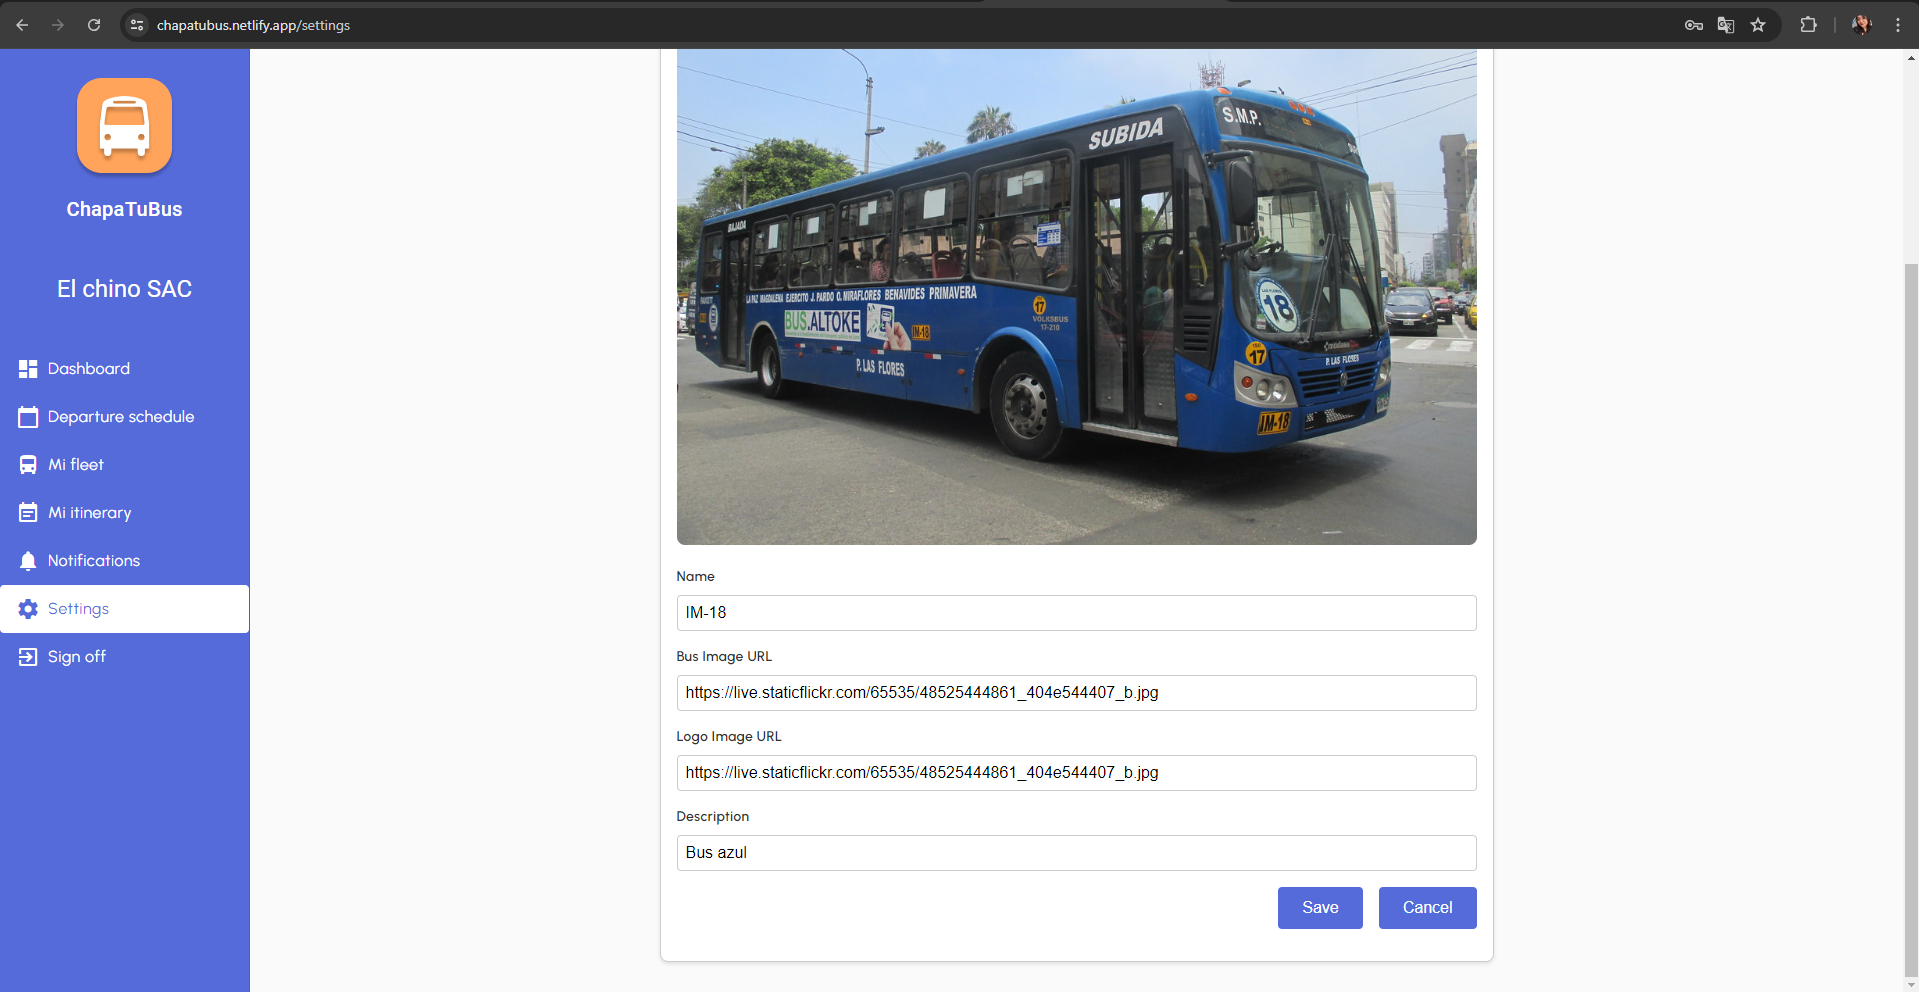 chapatubus.netlify.app/settings
ChapaTuBus
El chino SAC
Dashboard
Departure schedule
Mi fleet
Mi itinerary
Notifications
Settings
Sign off
S.M.P.
SUBIDA
BAJADA
LA PAZ MAGDALENA EJERCITO J. PARDO O. MIRAFLORES BENAVIDES PRIMAVERA
BUS.ALTOKE
IM-18
17
VOLKSBUS
17-210
P. LAS FLORES
LAS FLORES
18
17
P. LAS FLORES
IM-18
Name
IM-18
Bus Image URL
https://live.staticflickr.com/65535/48525444861_404e544407_b.jpg
Logo Image URL
https://live.staticflickr.com/65535/48525444861_404e544407_b.jpg
Description
Bus azul
Save
Cancel